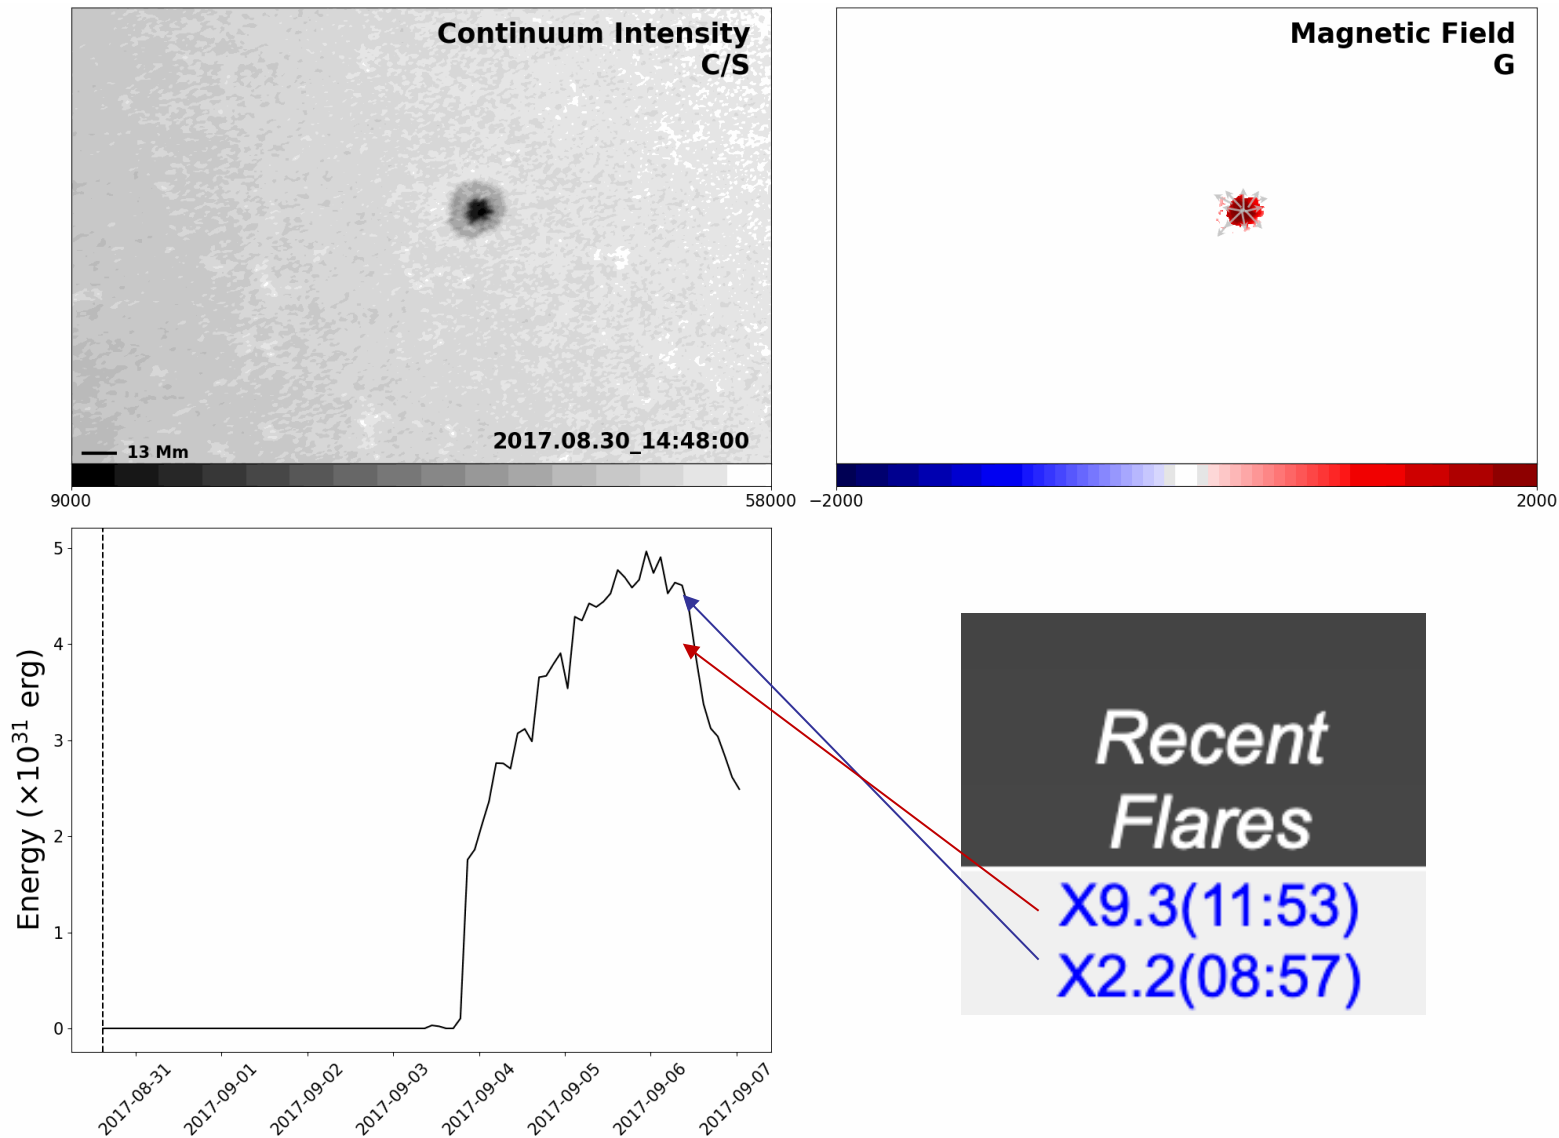 Continuum Intensity
C/S
13 Mm
2017.08.30_14:48:00
9000
58000
Magnetic Field
G
−2000
2000
Energy (×10³¹ erg)
5
4
3
2
1
0
2017-08-31
2017-09-01
2017-09-02
2017-09-03
2017-09-04
2017-09-05
2017-09-06
2017-09-07
Recent
Flares
X9.3(11:53)
X2.2(08:57)